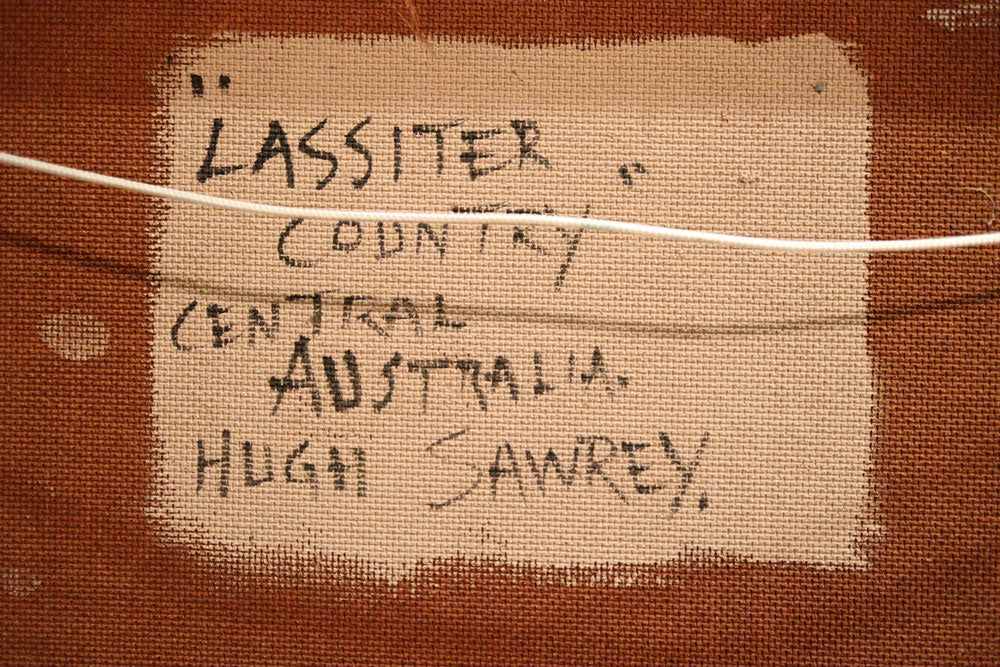 "
LASSITER "
COUNTRY
CENTRAL
AUSTRALIA.
HUGH SAWREY.